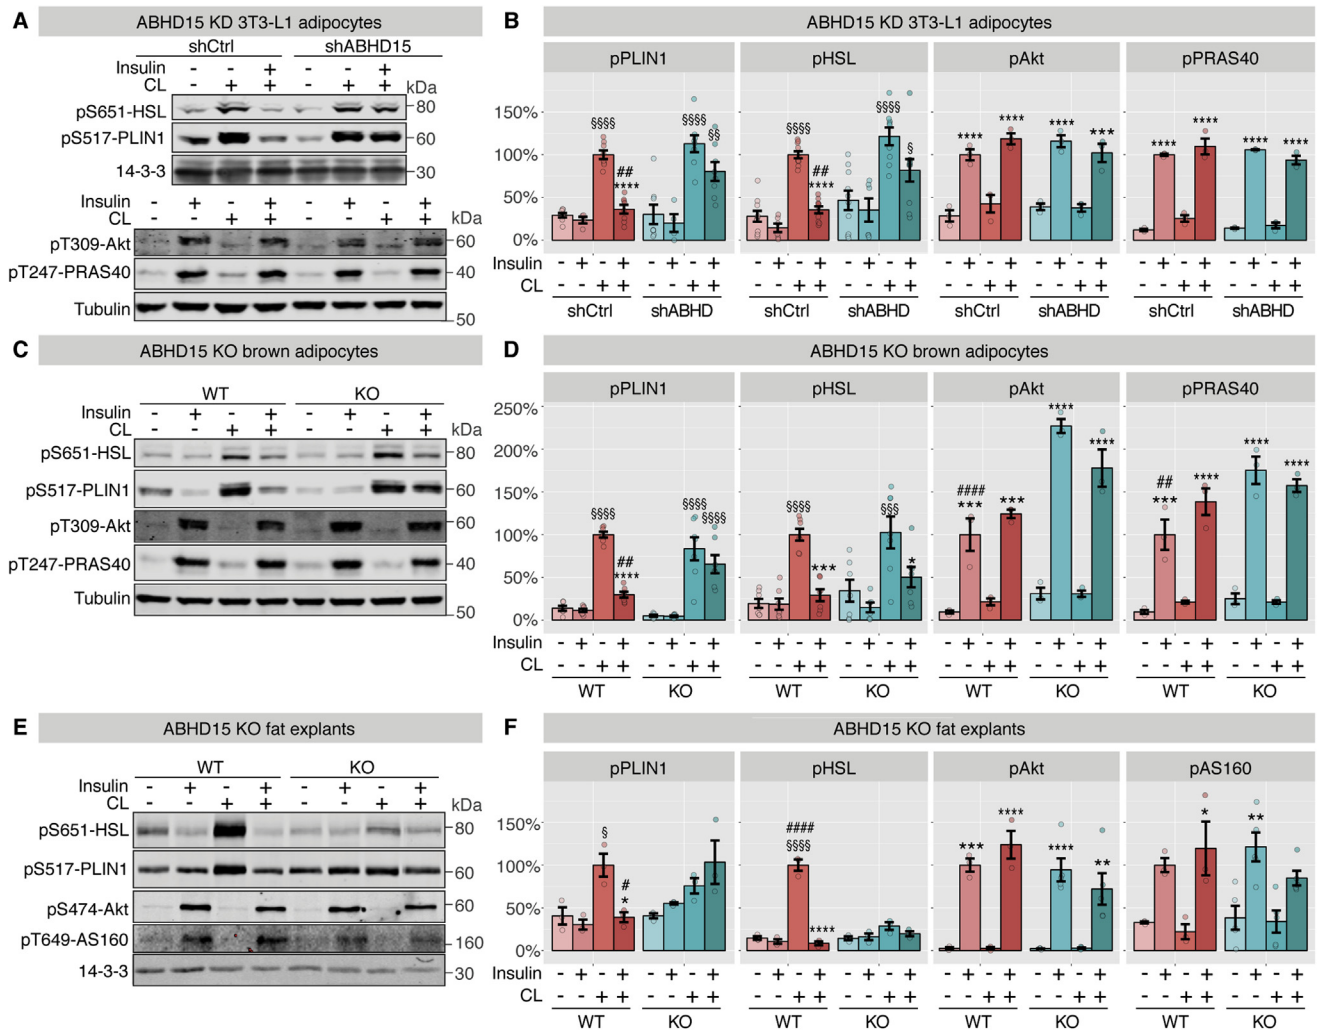 A ABHD15 KD 3T3-L1 adipocytes
shCtrl shABHD15
Insulin - - + - - +
CL - + + - + + kDa
pS651-HSL 80
pS517-PLIN1 60
14-3-3 30
Insulin - + - + - + - +
CL - - + + - - + + kDa
pT309-Akt 60
pT247-PRAS40 40
Tubulin
50
B ABHD15 KD 3T3-L1 adipocytes
pPLIN1 pHSL pAkt pPRAS40
150%
100%
50%
0%
§§§§ ## **** §§§§ §§
§§§§ ## **** §§§§ §
**** **** **** ***
**** **** **** ****
Insulin - + - + - + - + - + - + - + - + - + - + - + - + - + - + - + - +
CL - - + + - - + + - - + + - - + + - - + + - - + + - - + + - - + +
shCtrl shABHD shCtrl shABHD shCtrl shABHD shCtrl shABHD
C ABHD15 KO brown adipocytes
WT KO
Insulin - + - + - + - +
CL - - + + - - + + kDa
pS651-HSL 80
pS517-PLIN1 60
pT309-Akt 60
pT247-PRAS40 40
Tubulin
50
D ABHD15 KO brown adipocytes
pPLIN1 pHSL pAkt pPRAS40
250%
200%
150%
100%
50%
0%
§§§§ ## **** §§§§ §§§§
§§§§ *** §§§ *
#### *** *** **** ****
## *** **** **** ****
Insulin - + - + - + - + - + - + - + - + - + - + - + - + - + - + - + - +
CL - - + + - - + + - - + + - - + + - - + + - - + + - - + + - - + +
WT KO WT KO WT KO WT KO
E ABHD15 KO fat explants
WT KO
Insulin - + - + - + - +
CL - - + + - - + + kDa
pS651-HSL 80
pS517-PLIN1 60
pS474-Akt 60
pT649-AS160 160
14-3-3 30
F ABHD15 KO fat explants
pPLIN1 pHSL pAkt pAS160
150%
100%
50%
0%
§ # *
#### §§§§ ****
*** **** **** **
* **
Insulin - + - + - + - + - + - + - + - + - + - + - + - + - + - + - + - +
CL - - + + - - + + - - + + - - + + - - + + - - + + - - + + - - + +
WT KO WT KO WT KO WT KO